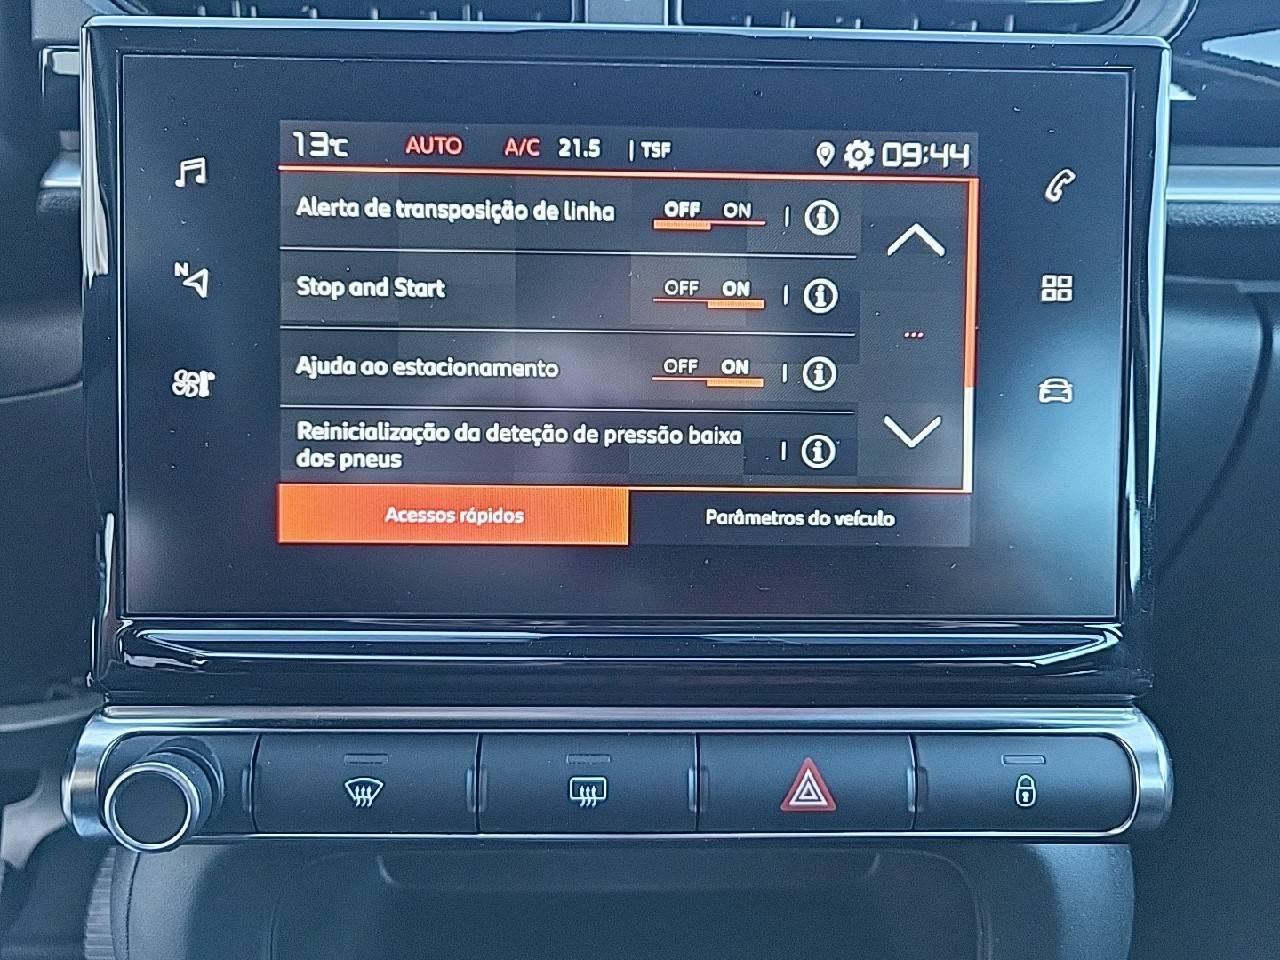 13°C AUTO A/C 21.5 | TSF 09:44
Alerta de transposição de linha OFF ON
Stop and Start OFF ON
Ajuda ao estacionamento OFF ON
Reinicialização da deteção de pressão baixa
dos pneus
Acessos rápidos Parâmetros do veículo
N